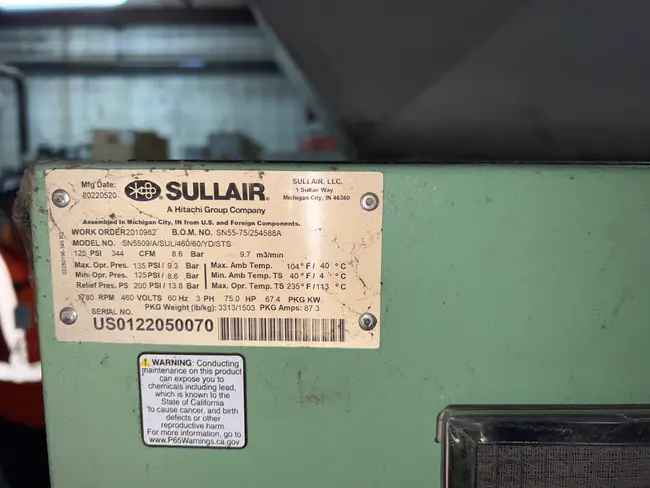 Mfg Date:
20220520
SULLAIR®
A Hitachi Group Company
SULLAIR, LLC.
1 Sullair Way
Michigan City, IN 46360
Assembled in Michigan City, IN from U.S. and Foreign Components.
WORK ORDER 2010982 B.O.M. NO. SN55-75/254588A
MODEL NO. SN5509/A/SUL/460/60/YD/STS
125 PSI 344 CFM 8.6 Bar 9.7 m3/min
Max. Opr. Pres. 135 PSI/ 9.3 Bar Max. Amb Temp. 104°F/ 40 °C
Min. Opr. Pres. 125 PSI/ 8.6 Bar Min. Amb Temp. TS 40°F/ 4 °C
Relief Pres. PS 200 PSI/ 13.8 Bar Max. Opr. Temp. TS 235°F/ 113 °C
1780 RPM 460 VOLTS 60 Hz 3 PH 75.0 HP 67.4 PKG KW
PKG Weight (lb/kg): 3313/1503 PKG Amps: 87.3
SERIAL NO.
US0122050070
WARNING: Conducting
maintenance on this product
can expose you to
chemicals including lead,
which is known to the
State of California
to cause cancer, and birth
defects or other
reproductive harm.
For more information, go to
www.P65Warnings.ca.gov